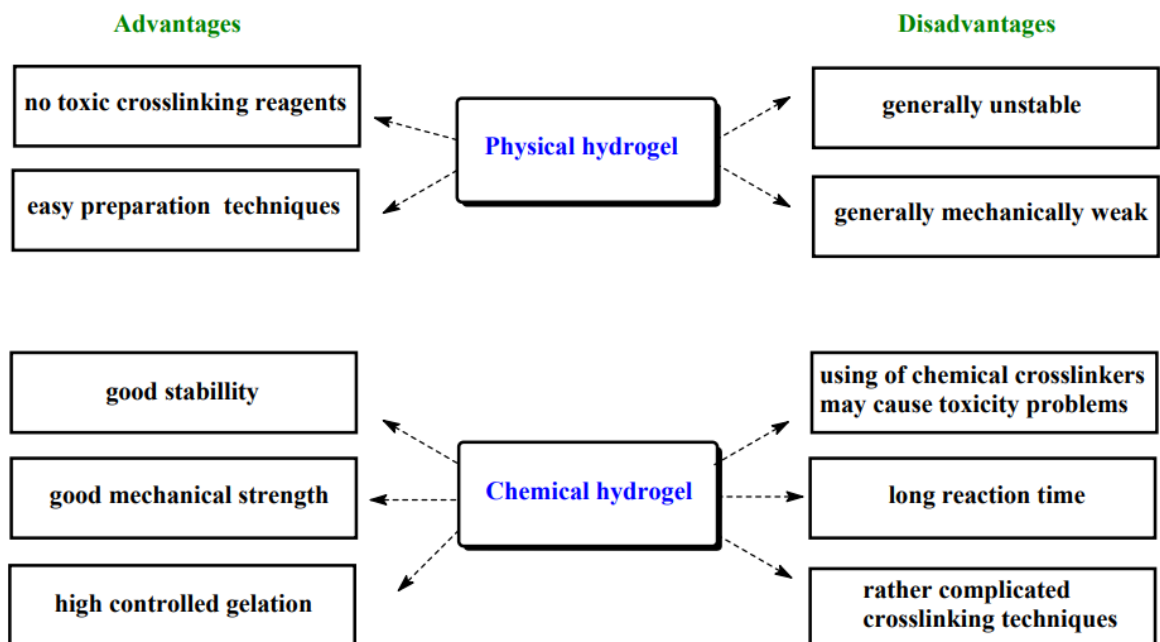 Advantages
Disadvantages
no toxic crosslinking reagents
easy preparation techniques
Physical hydrogel
generally unstable
generally mechanically weak
good stabillity
good mechanical strength
high controlled gelation
Chemical hydrogel
using of chemical crosslinkers
may cause toxicity problems
long reaction time
rather complicated
crosslinking techniques